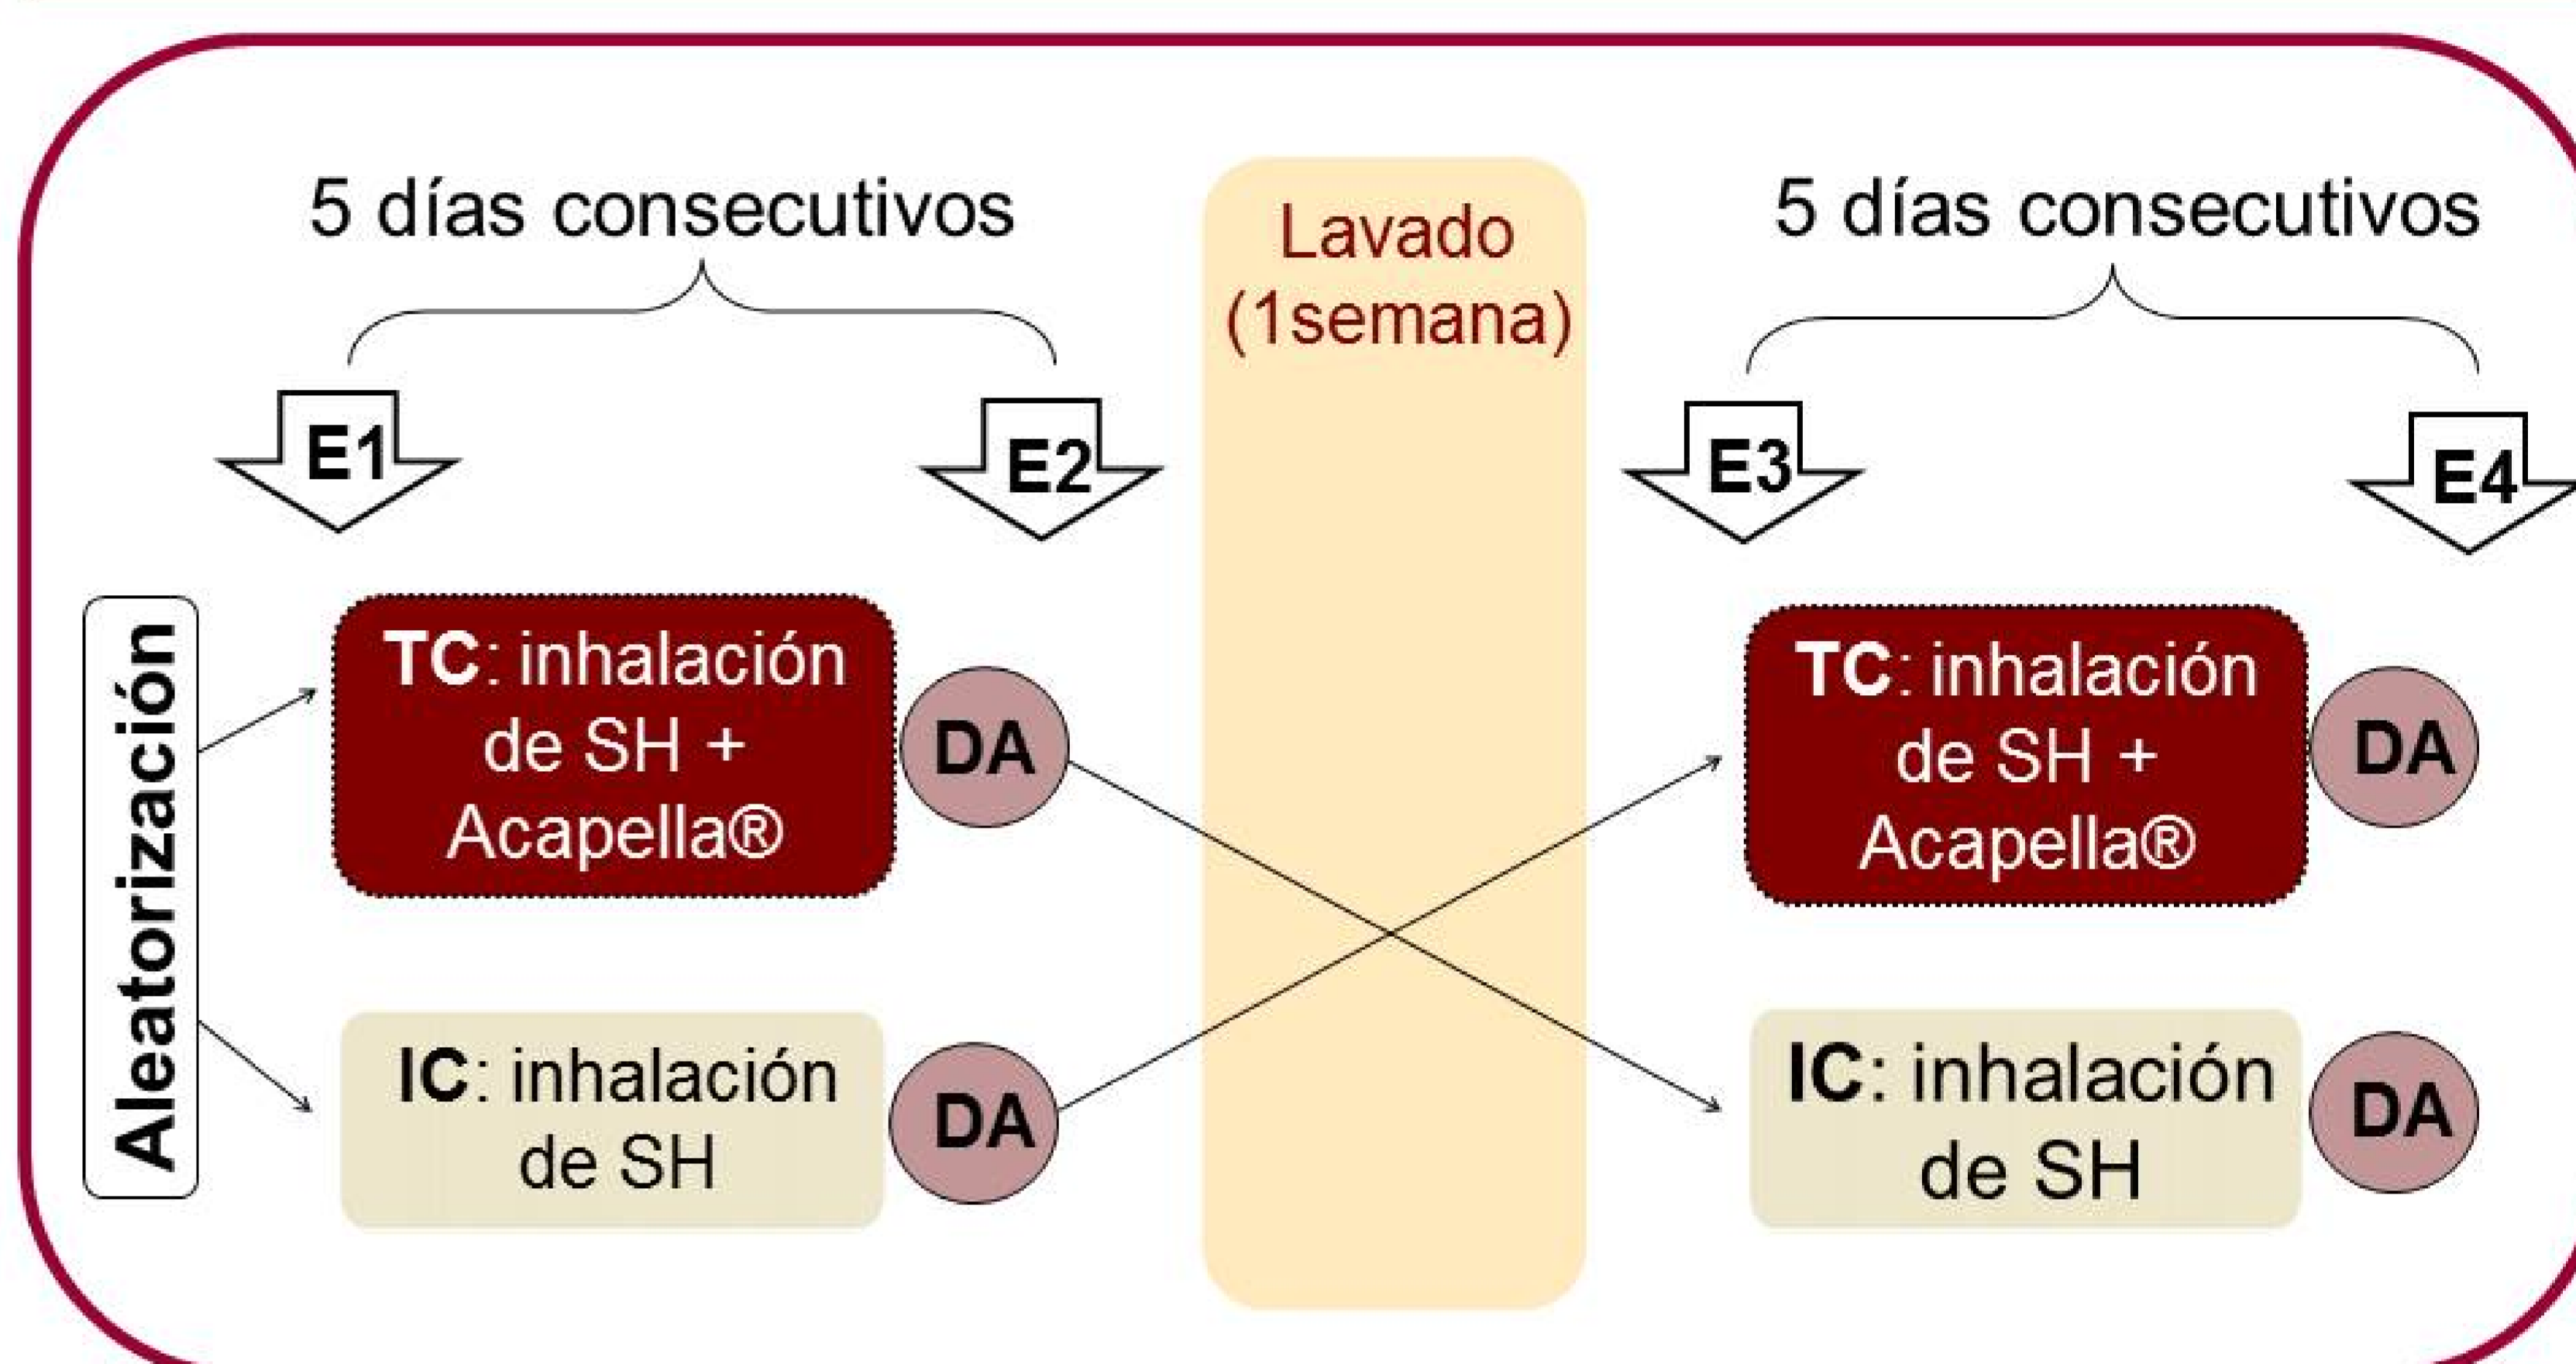 5 días consecutivos
Lavado
(1semana)
5 días consecutivos
E1
E2
E3
E4
Aleatorización
TC: inhalación
de SH +
Acapella®
DA
TC: inhalación
de SH +
Acapella®
DA
IC: inhalación
de SH
DA
IC: inhalación
de SH
DA